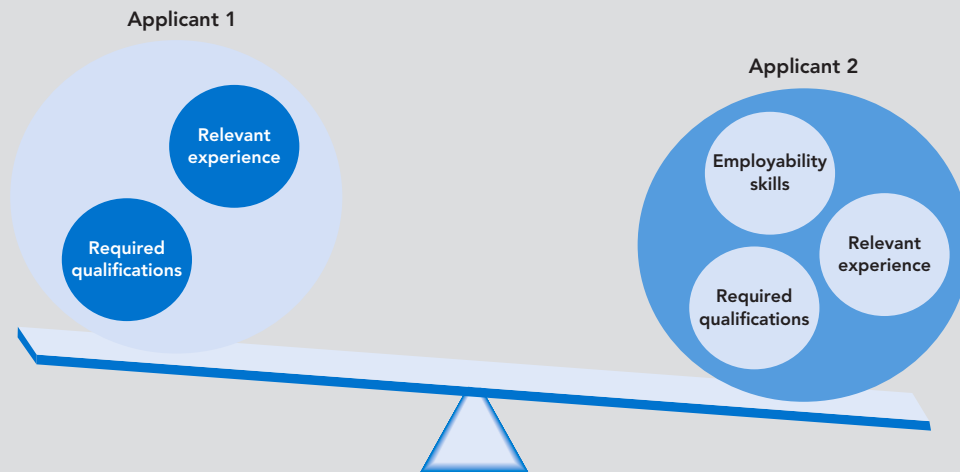 Applicant 1
Relevant
experience
Required
qualifications
Applicant 2
Employability
skills
Relevant
experience
Required
qualifications